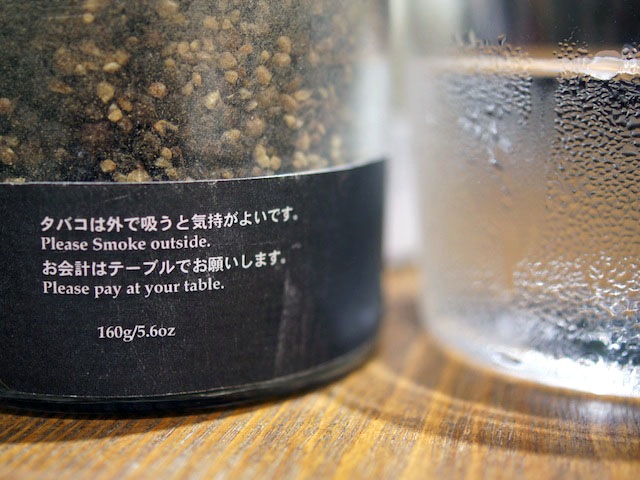 タバコは外で吸うと気持がよいです。
Please Smoke outside.
お会計はテーブルでお願いします。
Please pay at your table.
160g/5.6oz